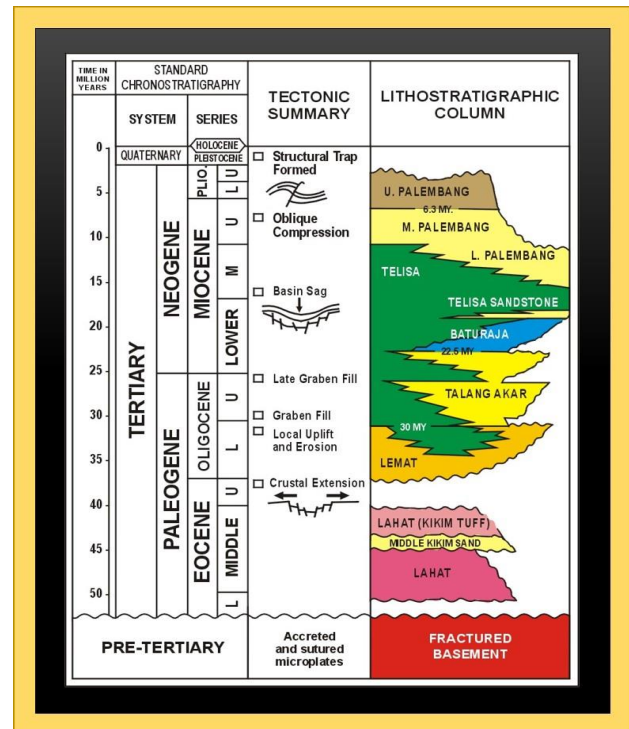 TIME IN
MILLION
YEARS
STANDARD
CHRONOSTRATIGRAPHY
SYSTEM
SERIES
TECTONIC
SUMMARY
LITHOSTRATIGRAPHIC
COLUMN
0
5
10
15
20
25
30
35
40
45
50
QUATERNARY
TERTIARY
NEOGENE
PALEOGENE
HOLOCENE
PLEISTOCENE
PLIO.
U
L
MIOCENE
U
M
LOWER
OLIGOCENE
U
L
EOCENE
U
MIDDLE
L
Structural Trap
Formed
Oblique
Compression
Basin Sag
Late Graben Fill
Graben Fill
Local Uplift
and Erosion
Crustal Extension
U. PALEMBANG
6.3 MY.
M. PALEMBANG
L. PALEMBANG
TELISA
TELISA SANDSTONE
BATURAJA
22.5 MY
TALANG AKAR
30 MY
LEMAT
LAHAT (KIKIM TUFF)
MIDDLE KIKIM SAND
LAHAT
PRE-TERTIARY
Accreted
and sutured
microplates
FRACTURED
BASEMENT